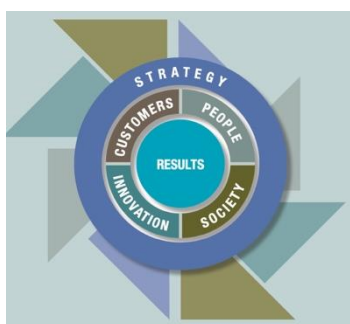 STRATEGY
CUSTOMERS
PEOPLE
RESULTS
INNOVATION
SOCIETY